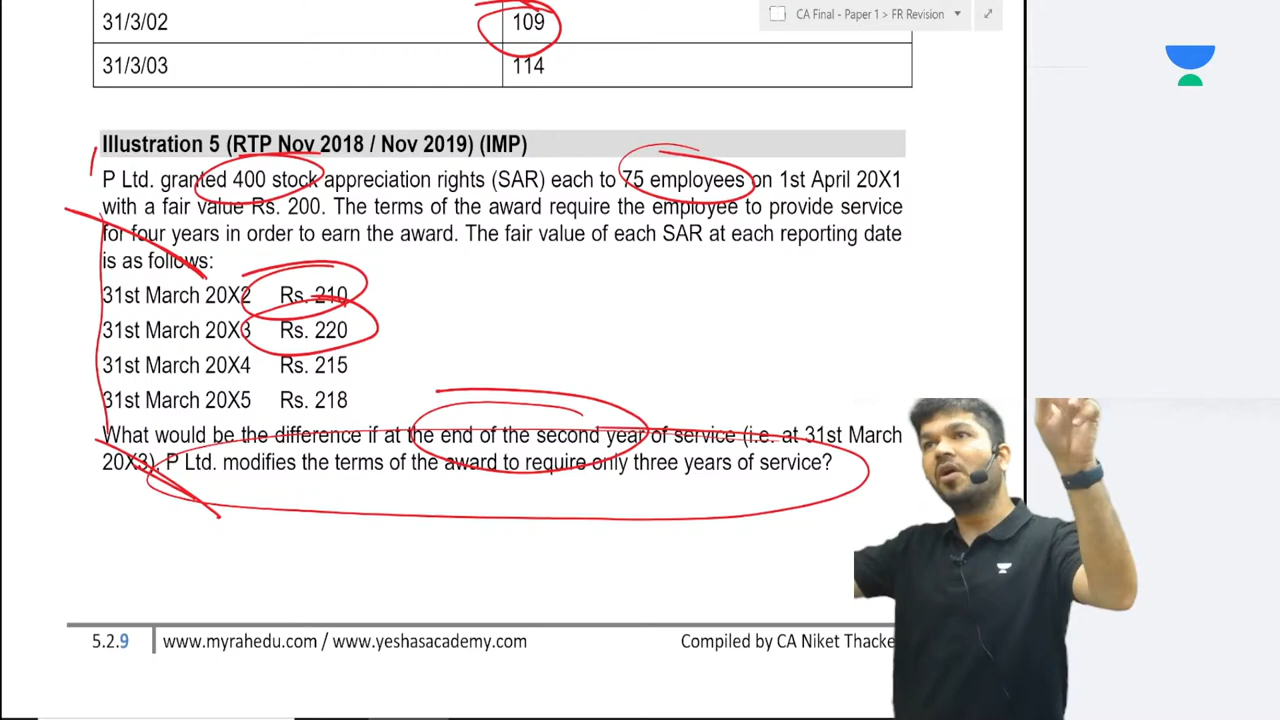 31/3/02 109
CA Final - Paper 1 > FR Revision
31/3/03 114
Illustration 5 (RTP Nov 2018 / Nov 2019) (IMP)
P Ltd. granted 400 stock appreciation rights (SAR) each to 75 employees on 1st April 20X1
with a fair value Rs. 200. The terms of the award require the employee to provide service
for four years in order to earn the award. The fair value of each SAR at each reporting date
is as follows:
31st March 20X2 Rs. 210
31st March 20X3 Rs. 220
31st March 20X4 Rs. 215
31st March 20X5 Rs. 218
What would be the difference if at the end of the second year of service (i.e. at 31st March
20X3), P Ltd. modifies the terms of the award to require only three years of service?
5.2.9 www.myrahedu.com / www.yeshasacademy.com Compiled by CA Niket Thacke